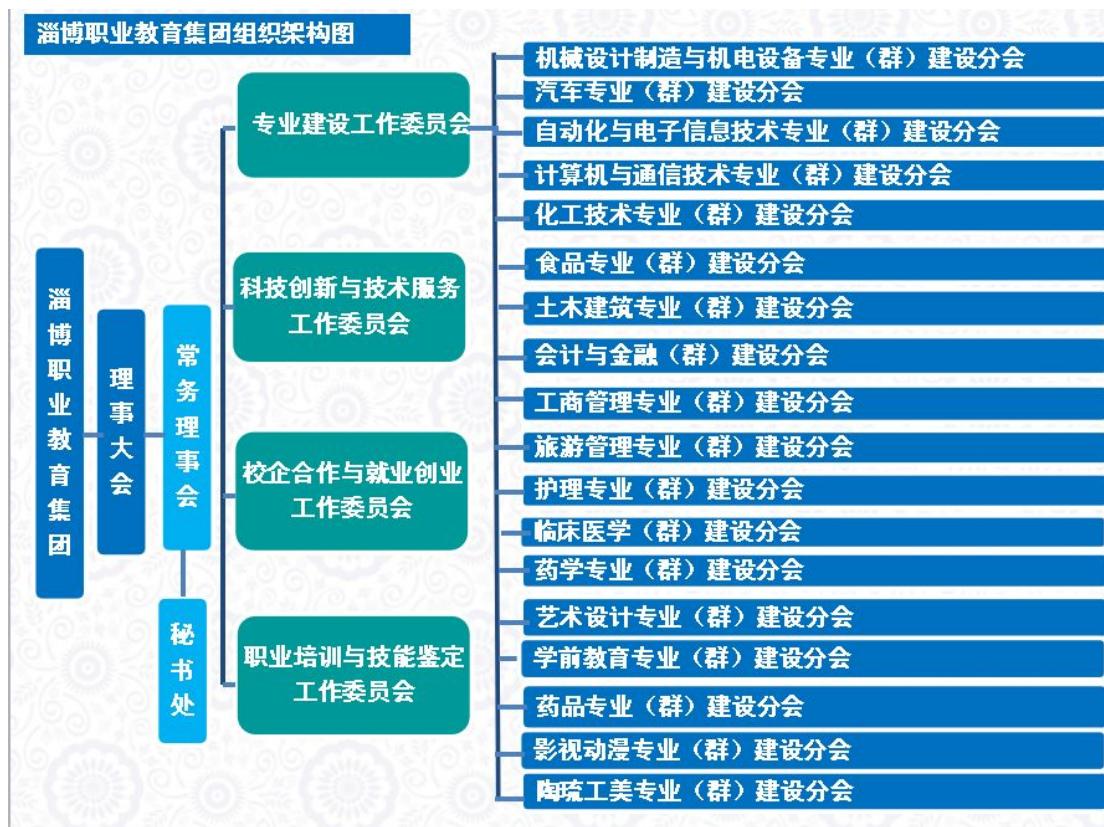 淄博职业教育集团组织架构图
淄博职业教育集团
理事大会
常务理事会
秘书处
专业建设工作委员会
科技创新与技术服务
工作委员会
校企合作与就业创业
工作委员会
职业培训与技能鉴定
工作委员会
机械设计制造与机电设备专业（群）建设分会
汽车专业（群）建设分会
自动化与电子信息技术专业（群）建设分会
计算机与通信技术专业（群）建设分会
化工技术专业（群）建设分会
食品专业（群）建设分会
土木建筑专业（群）建设分会
会计与金融（群）建设分会
工商管理专业（群）建设分会
旅游管理专业（群）建设分会
护理专业（群）建设分会
临床医学（群）建设分会
药学专业（群）建设分会
艺术设计专业（群）建设分会
学前教育专业（群）建设分会
药品专业（群）建设分会
影视动漫专业（群）建设分会
陶琉工美专业（群）建设分会